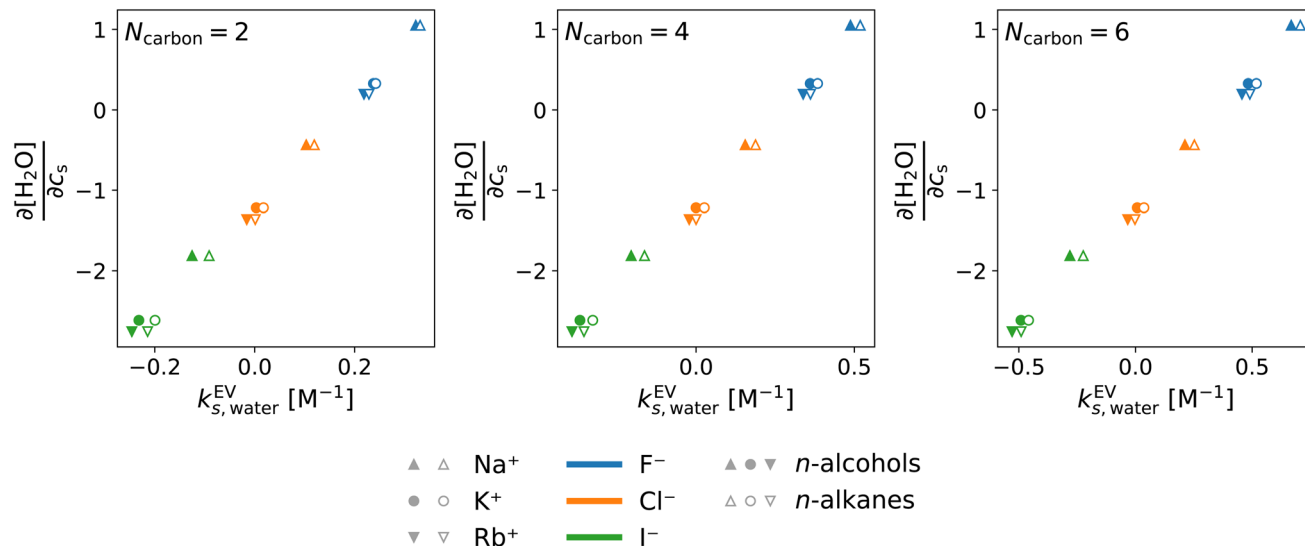 N_carbon = 2
1
0
−1
−2
∂[H₂O]
∂c_s
−0.2 0.0 0.2
k^EV_s,water [M⁻¹]
N_carbon = 4
1
0
−1
−2
∂[H₂O]
∂c_s
0.0 0.5
k^EV_s,water [M⁻¹]
N_carbon = 6
1
0
−1
−2
∂[H₂O]
∂c_s
−0.5 0.0 0.5
k^EV_s,water [M⁻¹]
Na⁺ F⁻ n-alcohols
K⁺ Cl⁻ n-alkanes
Rb⁺ I⁻